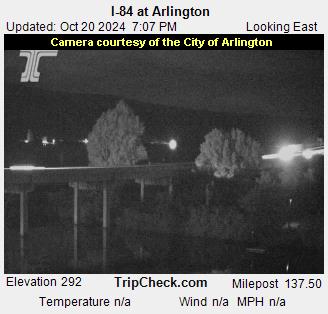 I-84 at Arlington
Updated: Oct 20 2024 7:07 PM Looking East
Camera courtesy of the City of Arlington
Elevation 292 TripCheck.com Milepost 137.50
Temperature n/a Wind n/a MPH n/a